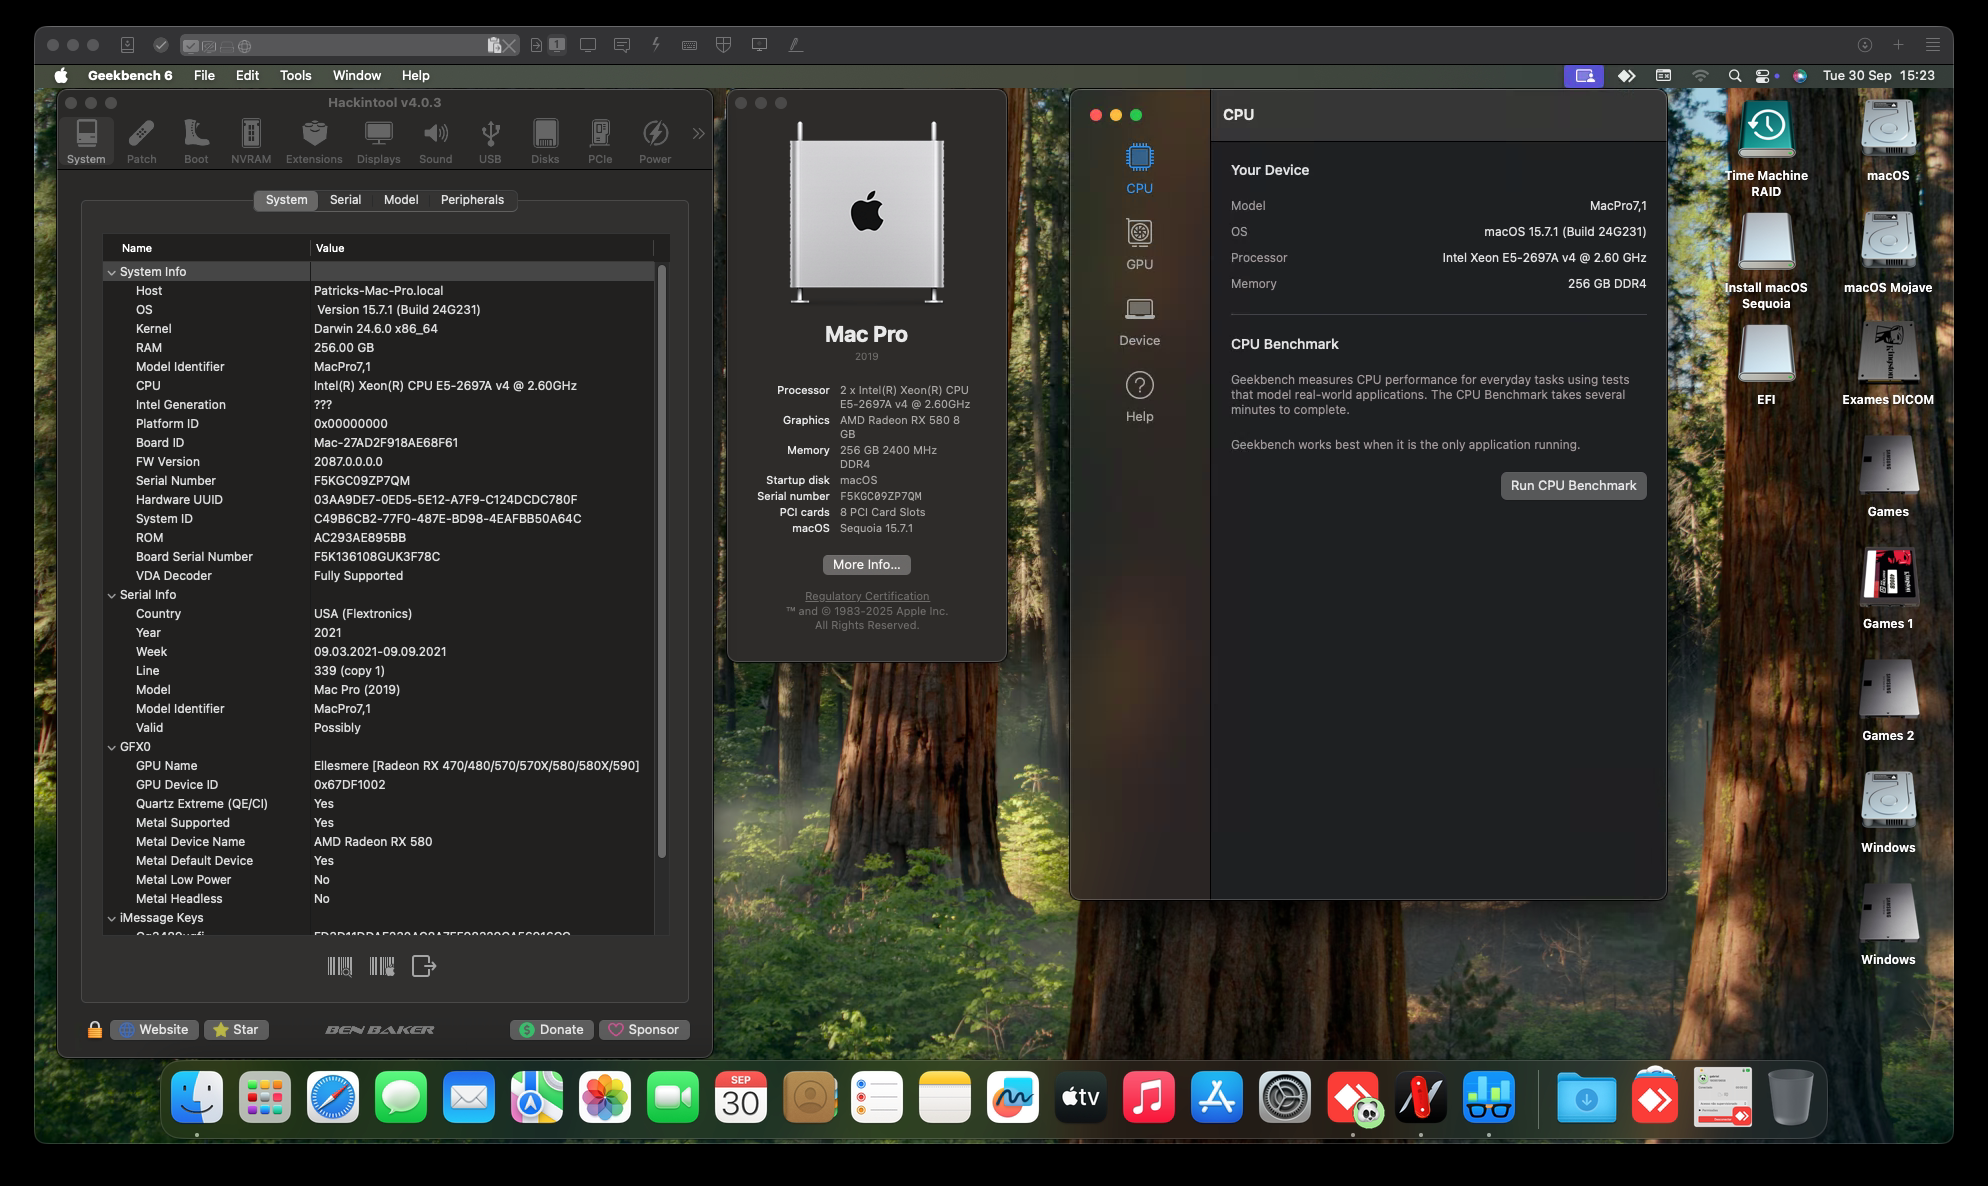 1
Geekbench 6 File Edit Tools Window Help
Tue 30 Sep 15:23
Hackintool v4.0.3
System Patch Boot NVRAM Extensions Displays Sound USB Disks PCIe Power
System Serial Model Peripherals
Name Value
System Info
Host Patricks-Mac-Pro.local
OS Version 15.7.1 (Build 24G231)
Kernel Darwin 24.6.0 x86_64
RAM 256.00 GB
Model Identifier MacPro7,1
CPU Intel(R) Xeon(R) CPU E5-2697A v4 @ 2.60GHz
Intel Generation ???
Platform ID 0x00000000
Board ID Mac-27AD2F918AE68F61
FW Version 2087.0.0.0.0
Serial Number F5KGC09ZP7QM
Hardware UUID 03AA9DE7-0ED5-5E12-A7F9-C124DCDC780F
System ID C49B6CB2-77F0-487E-BD98-4EAFBB50A64C
ROM AC293AE895BB
Board Serial Number F5K136108GUK3F78C
VDA Decoder Fully Supported
Serial Info
Country USA (Flextronics)
Year 2021
Week 09.03.2021-09.09.2021
Line 339 (copy 1)
Model Mac Pro (2019)
Model Identifier MacPro7,1
Valid Possibly
GFX0
GPU Name Ellesmere [Radeon RX 470/480/570/570X/580/580X/590]
GPU Device ID 0x67DF1002
Quartz Extreme (QE/CI) Yes
Metal Supported Yes
Metal Device Name AMD Radeon RX 580
Metal Default Device Yes
Metal Low Power No
Metal Headless No
iMessage Keys
Website Star BEN BAKER Donate Sponsor
Mac Pro
2019
Processor 2 x Intel(R) Xeon(R) CPU
E5-2697A v4 @ 2.60GHz
Graphics AMD Radeon RX 580 8
GB
Memory 256 GB 2400 MHz
DDR4
Startup disk macOS
Serial number F5KGC09ZP7QM
PCI cards 8 PCI Card Slots
macOS Sequoia 15.7.1
More Info...
Regulatory Certification
™ and © 1983-2025 Apple Inc.
All Rights Reserved.
CPU
GPU
Device
Help
CPU
Your Device
Model MacPro7,1
OS macOS 15.7.1 (Build 24G231)
Processor Intel Xeon E5-2697A v4 @ 2.60 GHz
Memory 256 GB DDR4
CPU Benchmark
Geekbench measures CPU performance for everyday tasks using tests
that model real-world applications. The CPU Benchmark takes several
minutes to complete.
Geekbench works best when it is the only application running.
Run CPU Benchmark
Time Machine
RAID
macOS
Install macOS
Sequoia
macOS Mojave
EFI
Exames DICOM
Games
Games 1
Games 2
Windows
Windows
SEP
30
tv